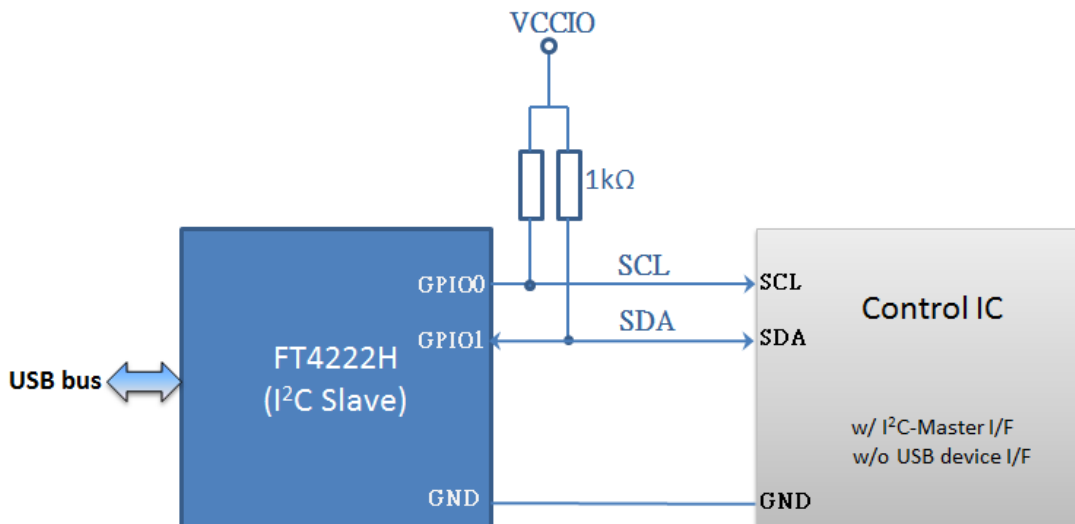 VCCIO
1kΩ
GPIO0
SCL
SCL
Control IC
GPIO1
SDA
SDA
FT4222H
(I²C Slave)
USB bus
w/ I²C-Master I/F
w/o USB device I/F
GND
GND